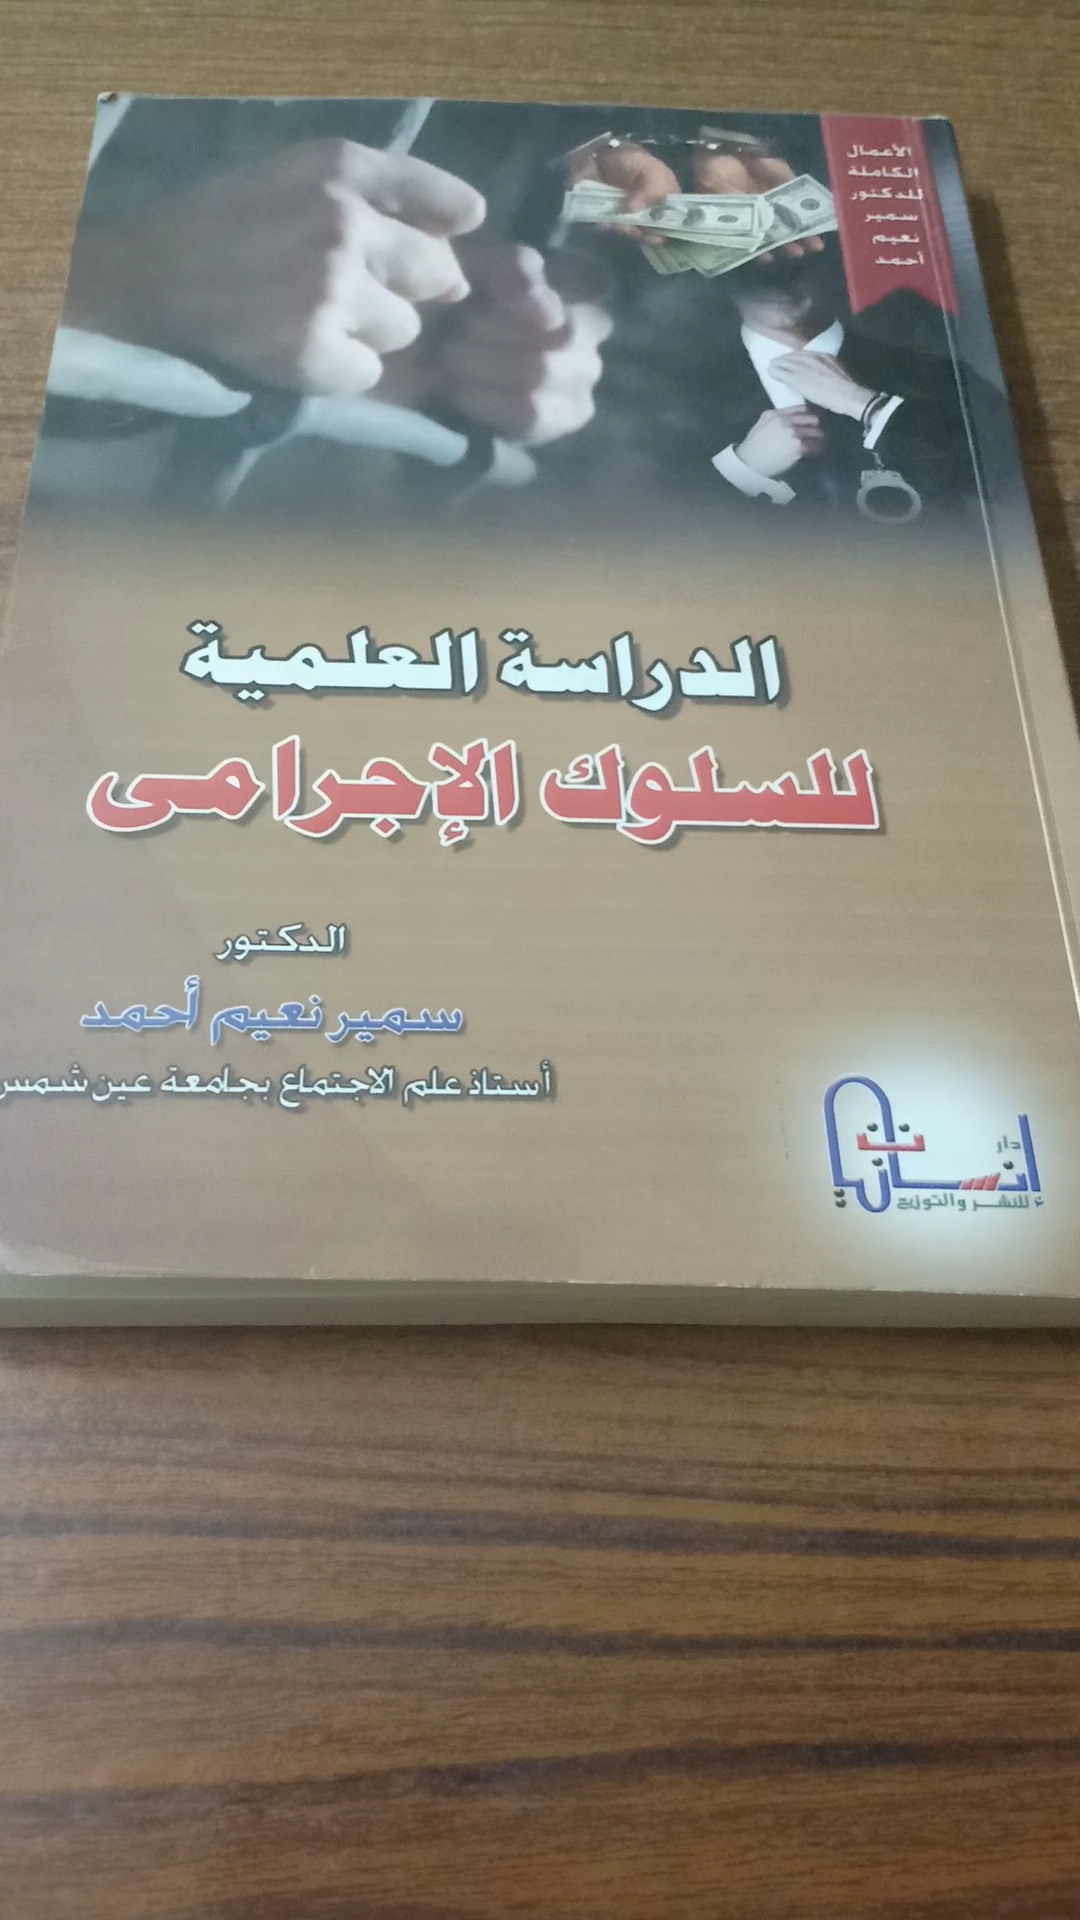 الأعمال
الكاملة
للدكتور
سمير
نعيم
أحمد
الدراسة العلمية
للسلوك الإجرامى
الدكتور
سمير نعيم أحمد
أستاذ علم الاجتماع بجامعة عين شمس
دار
إنسانيات
للنشر والتوزيع